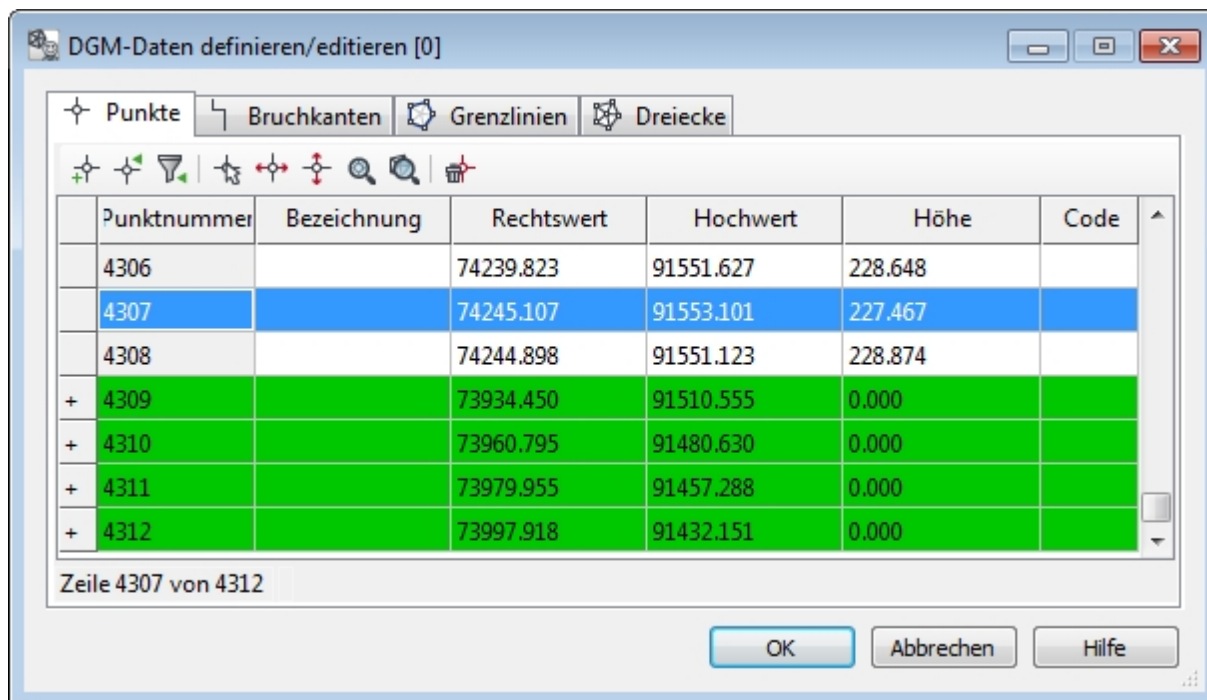 DGM-Daten definieren/editieren [0]
Punkte Bruchkanten Grenzlinien Dreiecke
Punktnummer Bezeichnung Rechtswert Hochwert Höhe Code
4306 74239.823 91551.627 228.648
4307 74245.107 91553.101 227.467
4308 74244.898 91551.123 228.874
+ 4309 73934.450 91510.555 0.000
+ 4310 73960.795 91480.630 0.000
+ 4311 73979.955 91457.288 0.000
+ 4312 73997.918 91432.151 0.000
Zeile 4307 von 4312
OK Abbrechen Hilfe